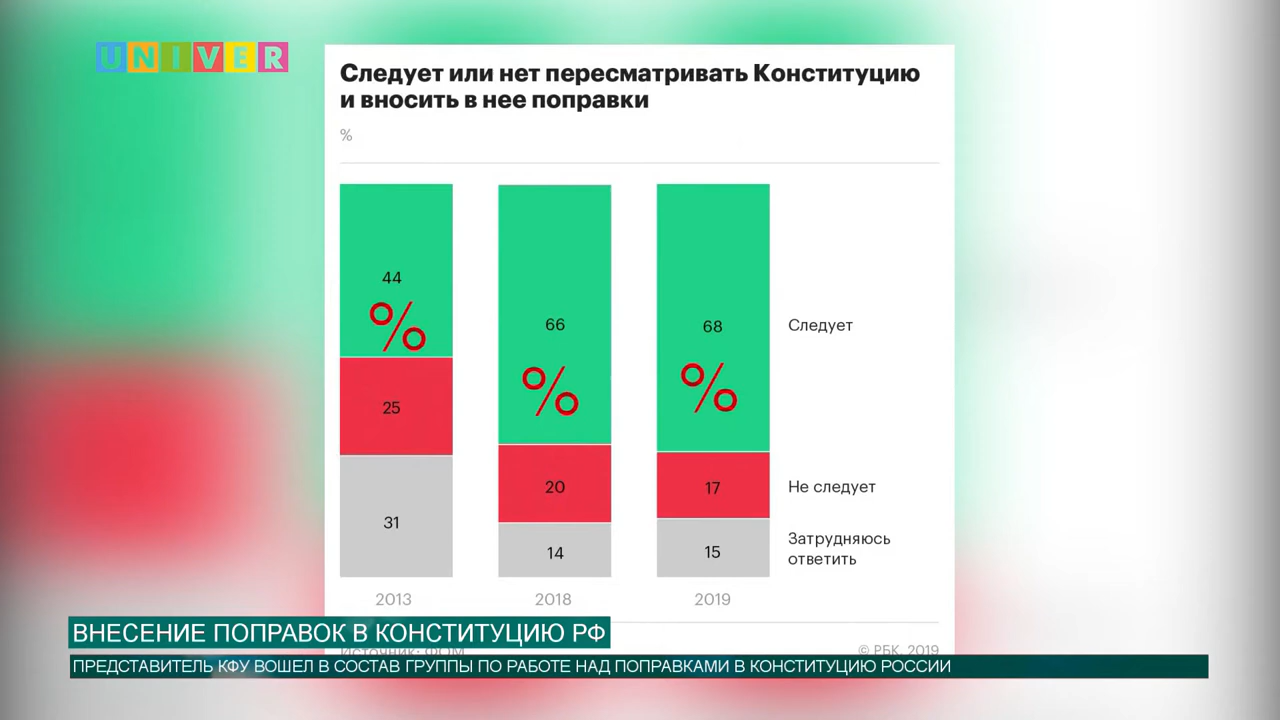 UNIVER
Следует или нет пересматривать Конституцию
и вносить в нее поправки
%
44
%
25
31
66
%
20
14
68
%
17
15
Следует
Не следует
Затрудняюсь
ответить
2013
2018
2019
ВНЕСЕНИЕ ПОПРАВОК В КОНСТИТУЦИЮ РФ
Источник: ФОМ
© РБК, 2019
ПРЕДСТАВИТЕЛЬ КФУ ВОШЕЛ В СОСТАВ ГРУППЫ ПО РАБОТЕ НАД ПОПРАВКАМИ В КОНСТИТУЦИЮ РОССИИ